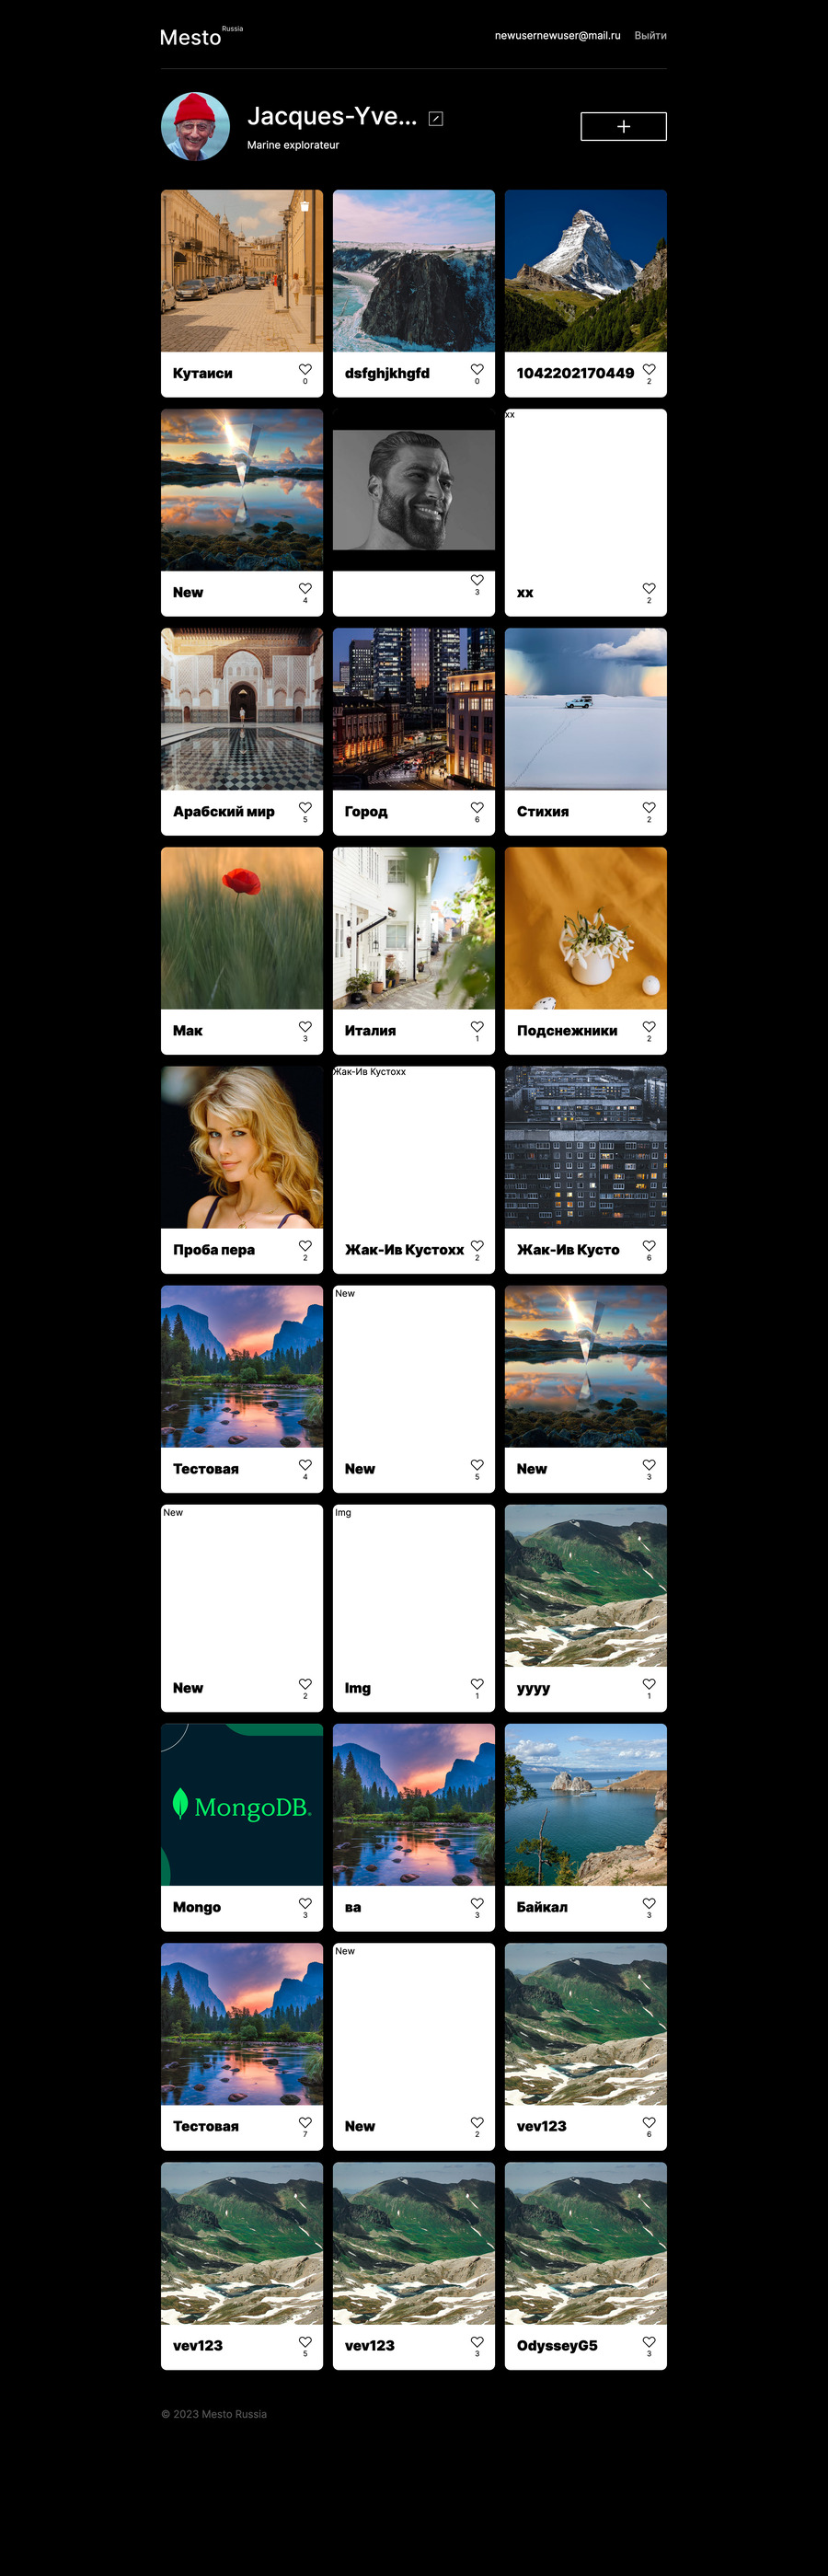 Mesto Russia
newusernewuser@mail.ru Выйти
Jacques-Yve...
Marine explorateur
Кутаиси
0
dsfghjkhgfd
0
1042202170449
2
New
4
3
xx
xx
2
Арабский мир
5
Город
6
Стихия
2
Мак
3
Италия
1
Подснежники
2
Проба пера
2
Жак-Ив Кустохх
Жак-Ив Кустохх
2
Жак-Ив Кусто
6
Тестовая
4
New
New
5
New
3
New
New
2
Img
Img
1
yyyy
1
MongoDB.
Mongo
3
ва
3
Байкал
3
Тестовая
7
New
New
2
vev123
6
vev123
5
vev123
3
OdysseyG5
3
© 2023 Mesto Russia